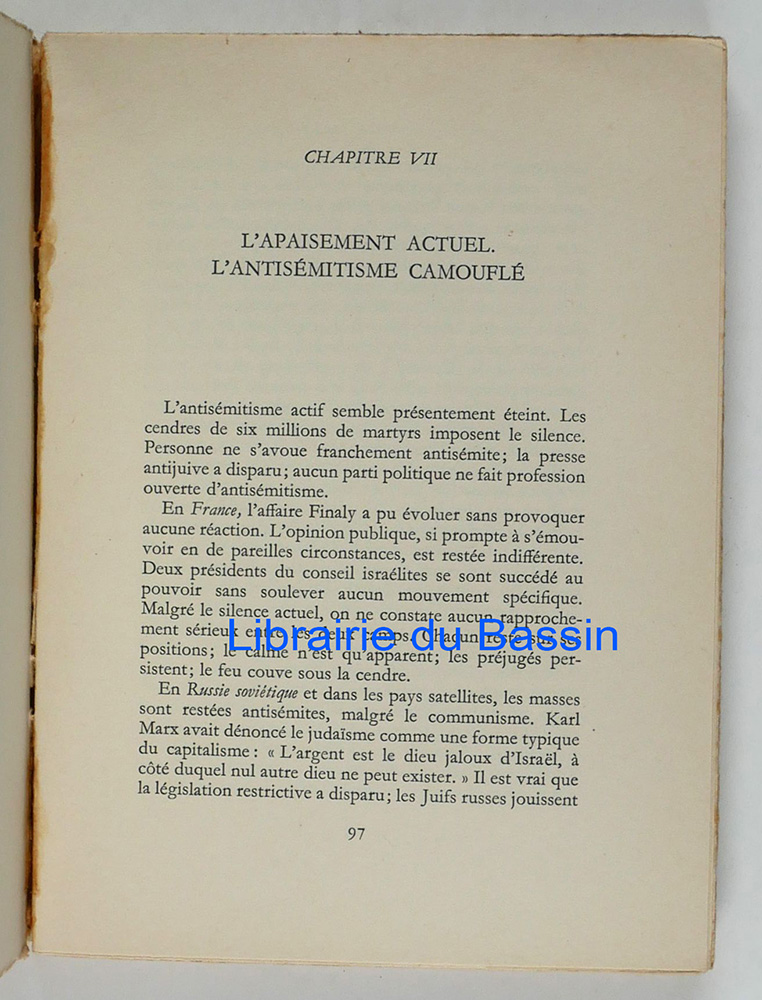 CHAPITRE VII
L'APAISEMENT ACTUEL.
L'ANTISÉMITISME CAMOUFLÉ
L'antisémitisme actif semble présentement éteint. Les
cendres de six millions de martyrs imposent le silence.
Personne ne s'avoue franchement antisémite; la presse
antijuive a disparu; aucun parti politique ne fait profession
ouverte d'antisémitisme.
En France, l'affaire Finaly a pu évoluer sans provoquer
aucune réaction. L'opinion publique, si prompte à s'émou-
voir en de pareilles circonstances, est restée indifférente.
Deux présidents du conseil israélites se sont succédé au
pouvoir sans soulever aucun mouvement spécifique.
Malgré le silence actuel, on ne constate aucun rapproche-
ment sérieux entre les deux camps. Chacun reste sur ses
Librairie du Bassin
positions; le calme n'est qu'apparent; les préjugés per-
sistent; le feu couve sous la cendre.
En Russie soviétique et dans les pays satellites, les masses
sont restées antisémites, malgré le communisme. Karl
Marx avait dénoncé le judaïsme comme une forme typique
du capitalisme : « L'argent est le dieu jaloux d'Israël, à
côté duquel nul autre dieu ne peut exister. » Il est vrai que
la législation restrictive a disparu; les Juifs russes jouissent
97